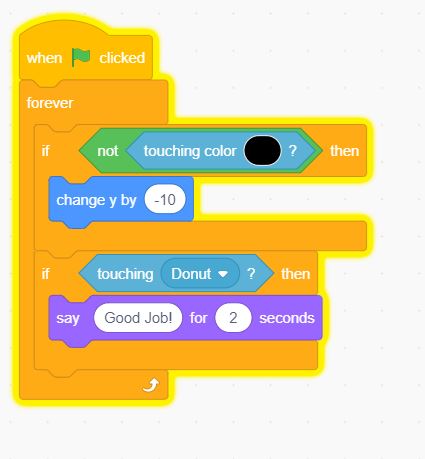 when clicked
forever
if not touching color ? then
change y by -10
if touching Donut ? then
say Good Job! for 2 seconds